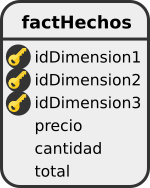 factHechos
idDimension1
idDimension2
idDimension3
precio
cantidad
total